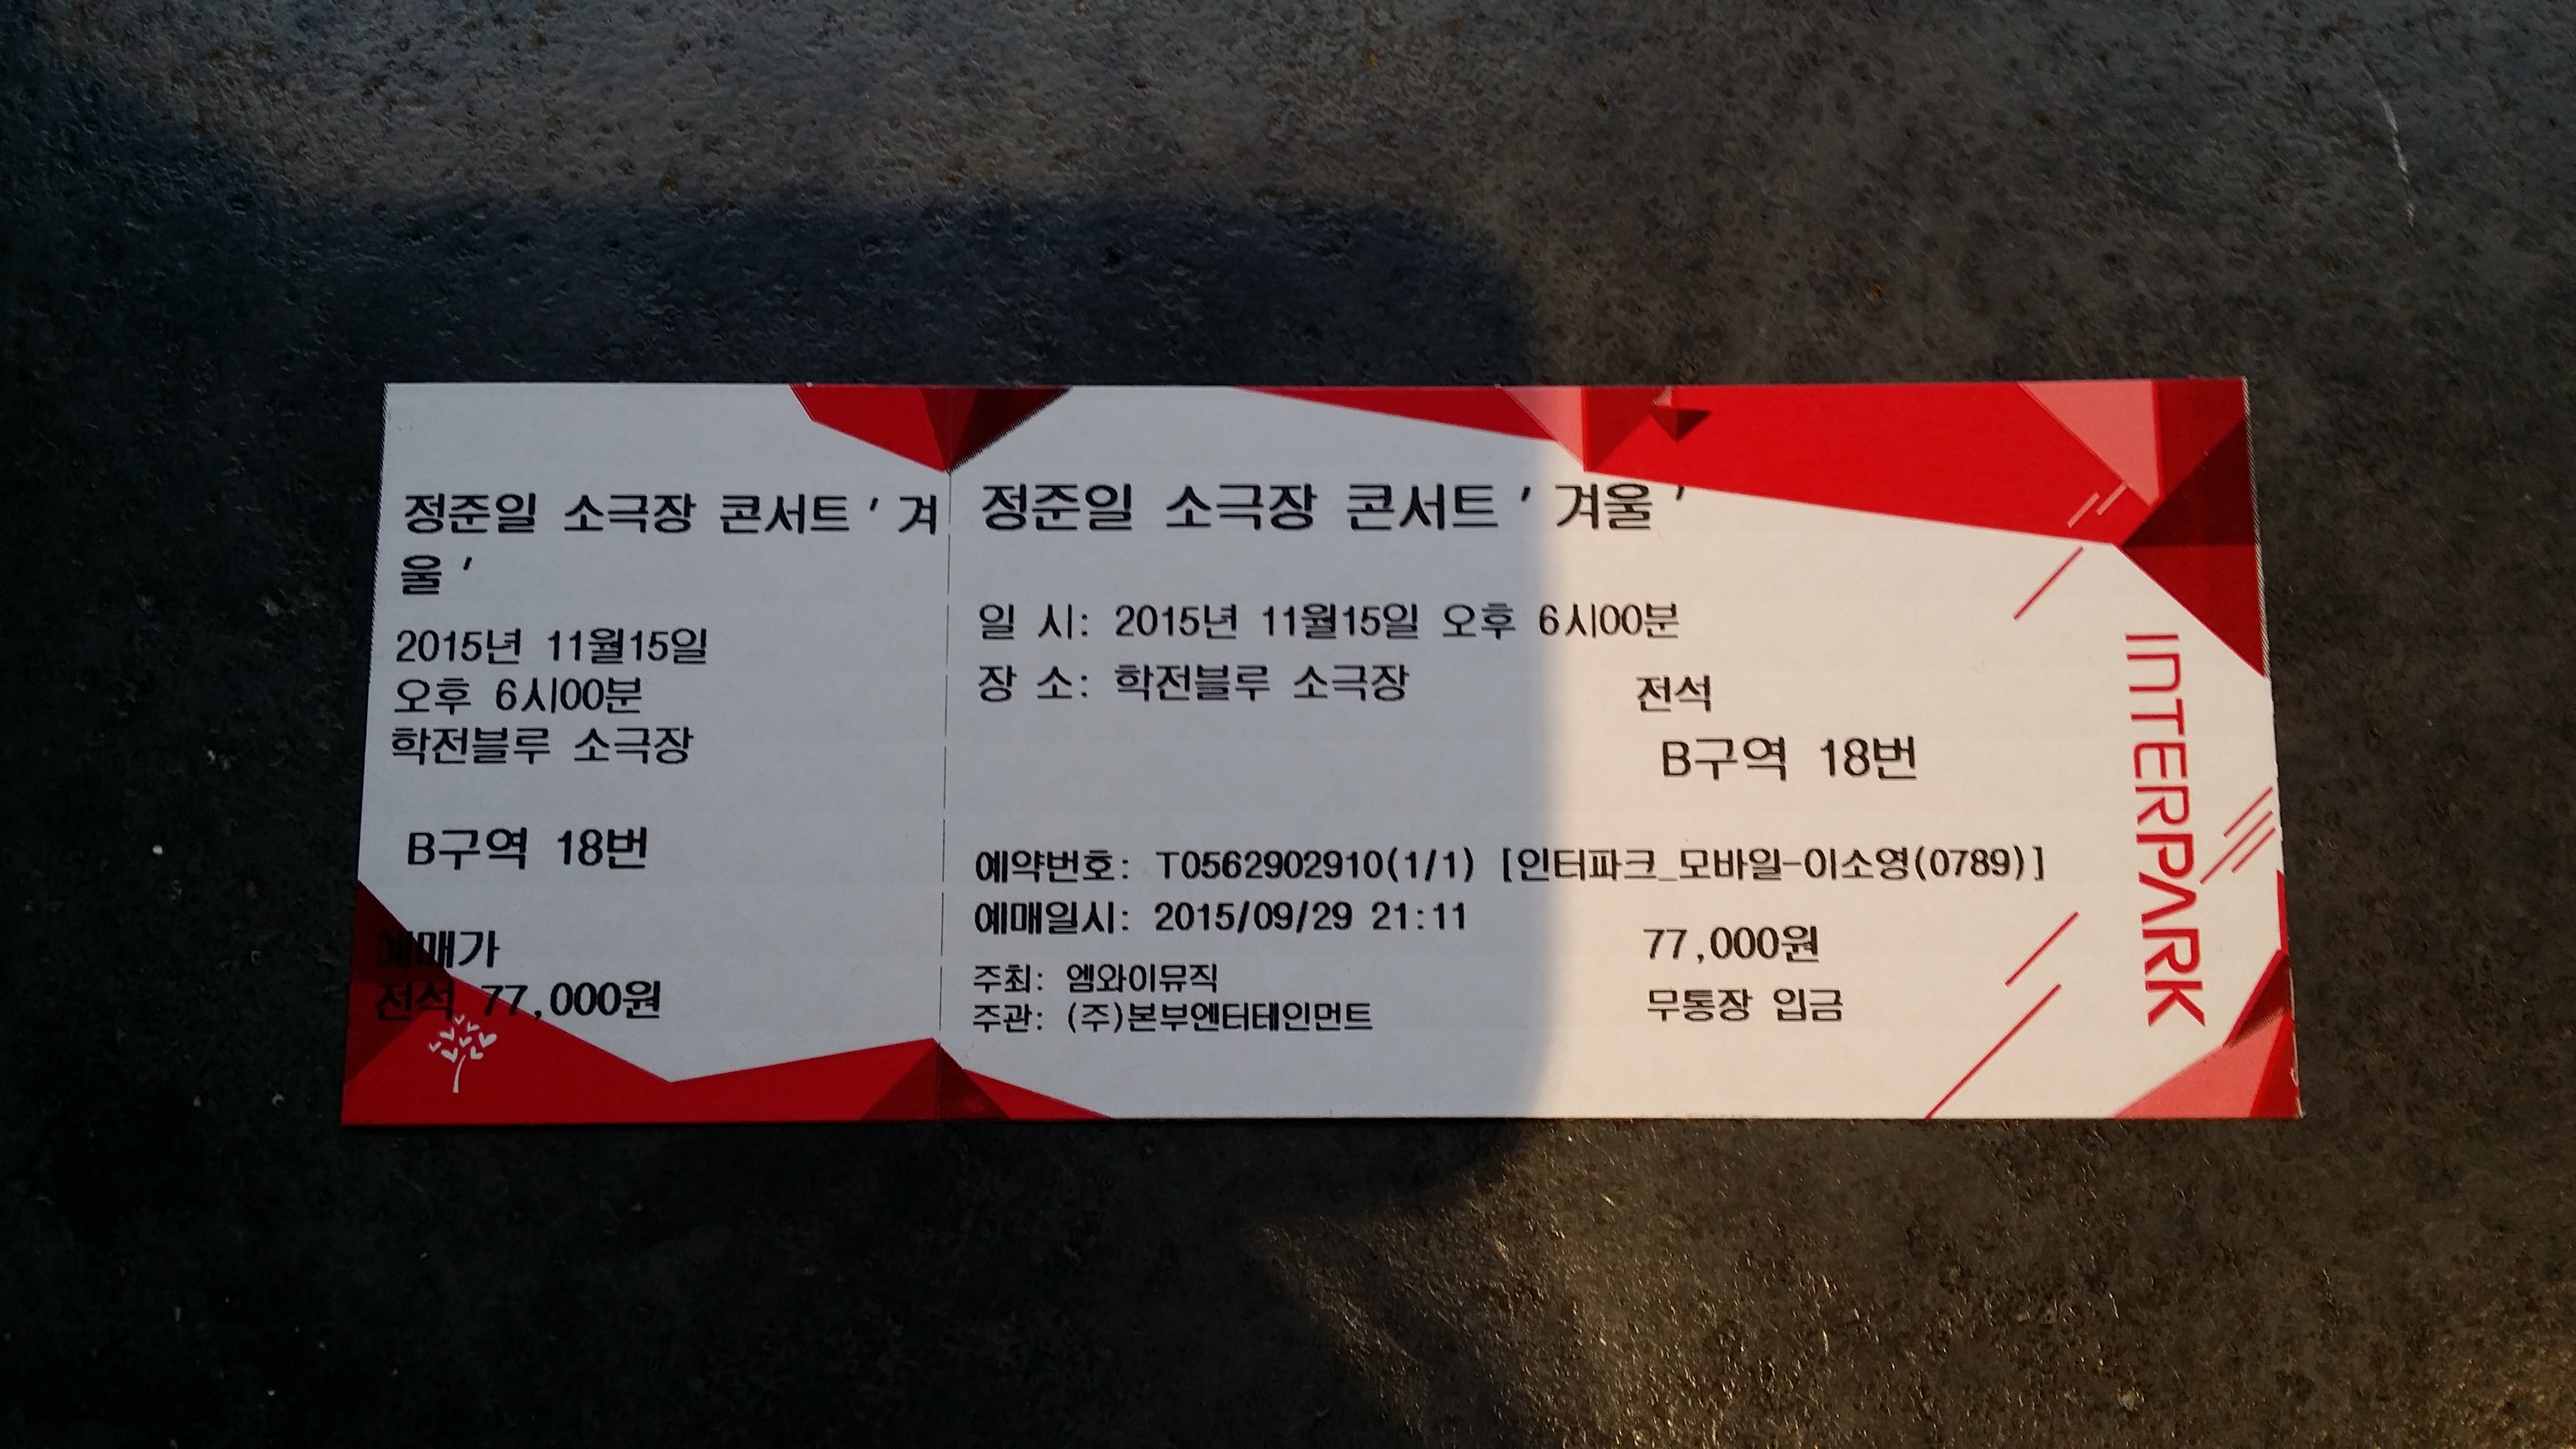 정준일 소극장 콘서트 ' 겨
울 '
2015년 11월15일
오후 6시00분
학전블루 소극장
B구역 18번
예매가
전석 77,000원
정준일 소극장 콘서트 ' 겨울 '
일 시: 2015년 11월15일 오후 6시00분
장 소: 학전블루 소극장
전석
B구역 18번
예약번호: T0562902910(1/1) [인터파크_모바일-이소영(0789)]
예매일시: 2015/09/29 21:11
77,000원
주최: 엠와이뮤직
주관: (주)본부엔터테인먼트
무통장 입금
INTERPARK